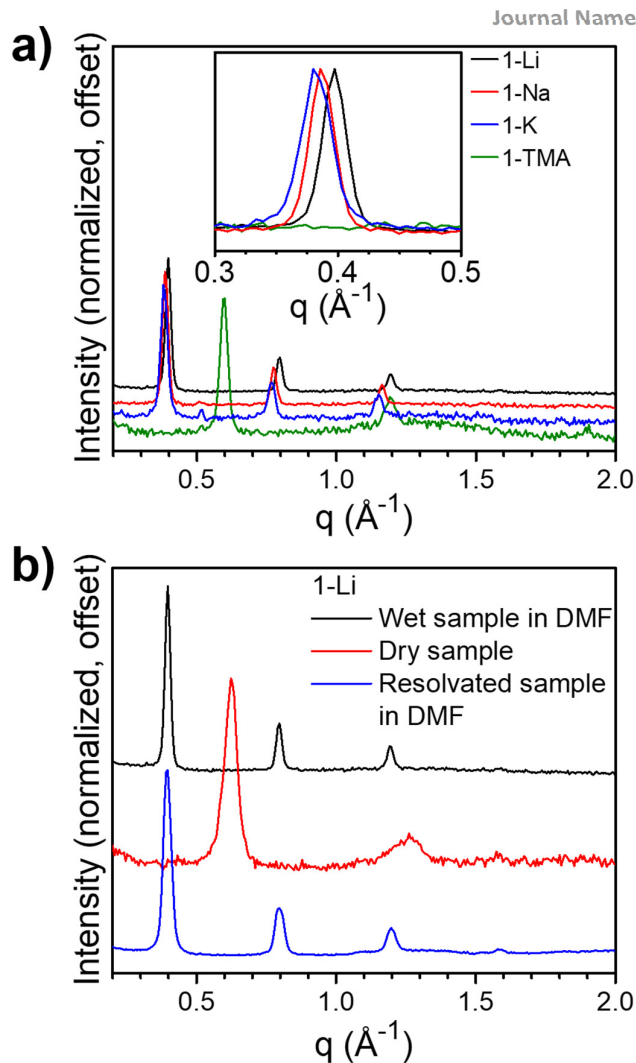 Journal Name
a)
1-Li
1-Na
1-K
1-TMA
0.3 0.4 0.5
q (Å⁻¹)
Intensity (normalized, offset)
0.5 1.0 1.5 2.0
q (Å⁻¹)
b)
1-Li
Wet sample in DMF
Dry sample
Resolvated sample
in DMF
Intensity (normalized, offset)
0.5 1.0 1.5 2.0
q (Å⁻¹)